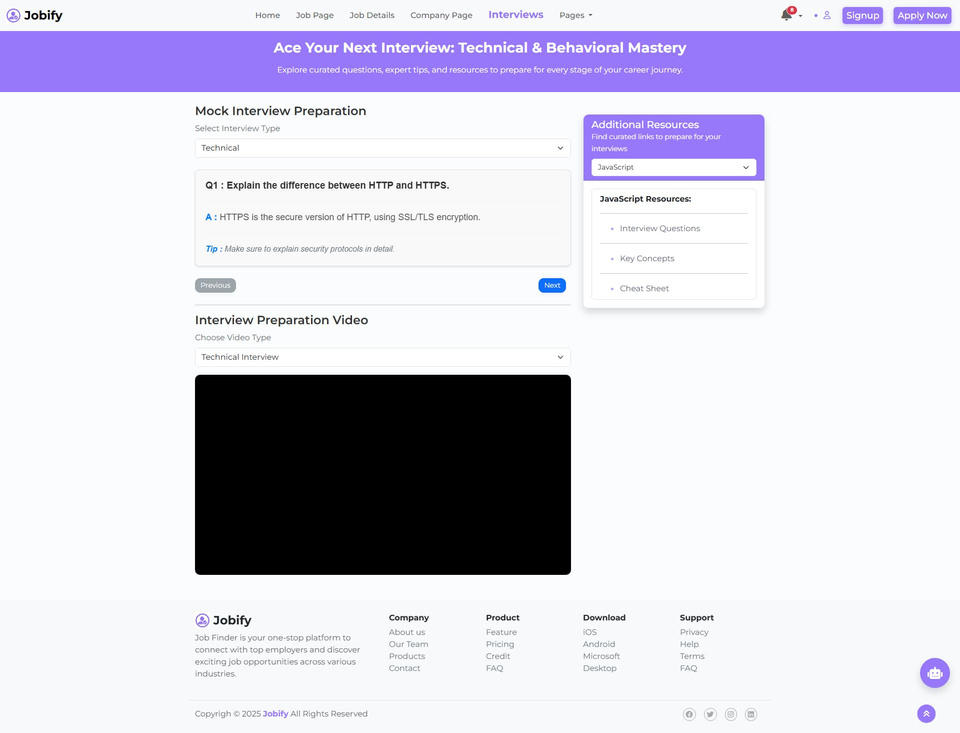 Jobify
Home Job Page Job Details Company Page Interviews Pages
8
Signup Apply Now
Ace Your Next Interview: Technical & Behavioral Mastery
Explore curated questions, expert tips, and resources to prepare for every stage of your career journey.
Mock Interview Preparation
Select Interview Type
Technical
Q1 : Explain the difference between HTTP and HTTPS.
A : HTTPS is the secure version of HTTP, using SSL/TLS encryption.
Tip : Make sure to explain security protocols in detail.
Previous
Next
Additional Resources
Find curated links to prepare for your
interviews
JavaScript
JavaScript Resources:
Interview Questions
Key Concepts
Cheat Sheet
Interview Preparation Video
Choose Video Type
Technical Interview
Jobify
Job Finder is your one-stop platform to
connect with top employers and discover
exciting job opportunities across various
industries.
Company
About us
Our Team
Products
Contact
Product
Feature
Pricing
Credit
FAQ
Download
iOS
Android
Microsoft
Desktop
Support
Privacy
Help
Terms
FAQ
Copyrigh © 2025 Jobify All Rights Reserved